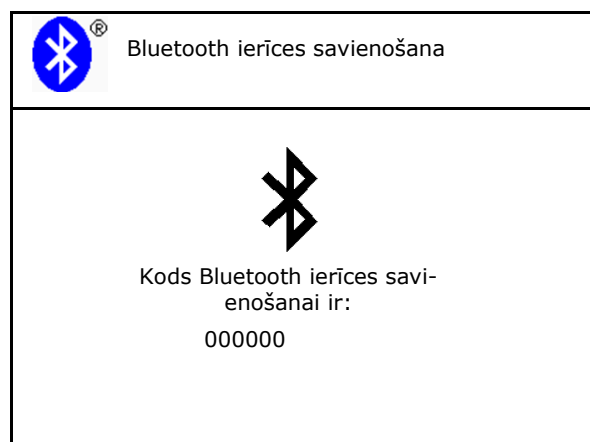 ®
Bluetooth ierīces savienošana
Kods Bluetooth ierīces savi-
enošanai ir:
000000